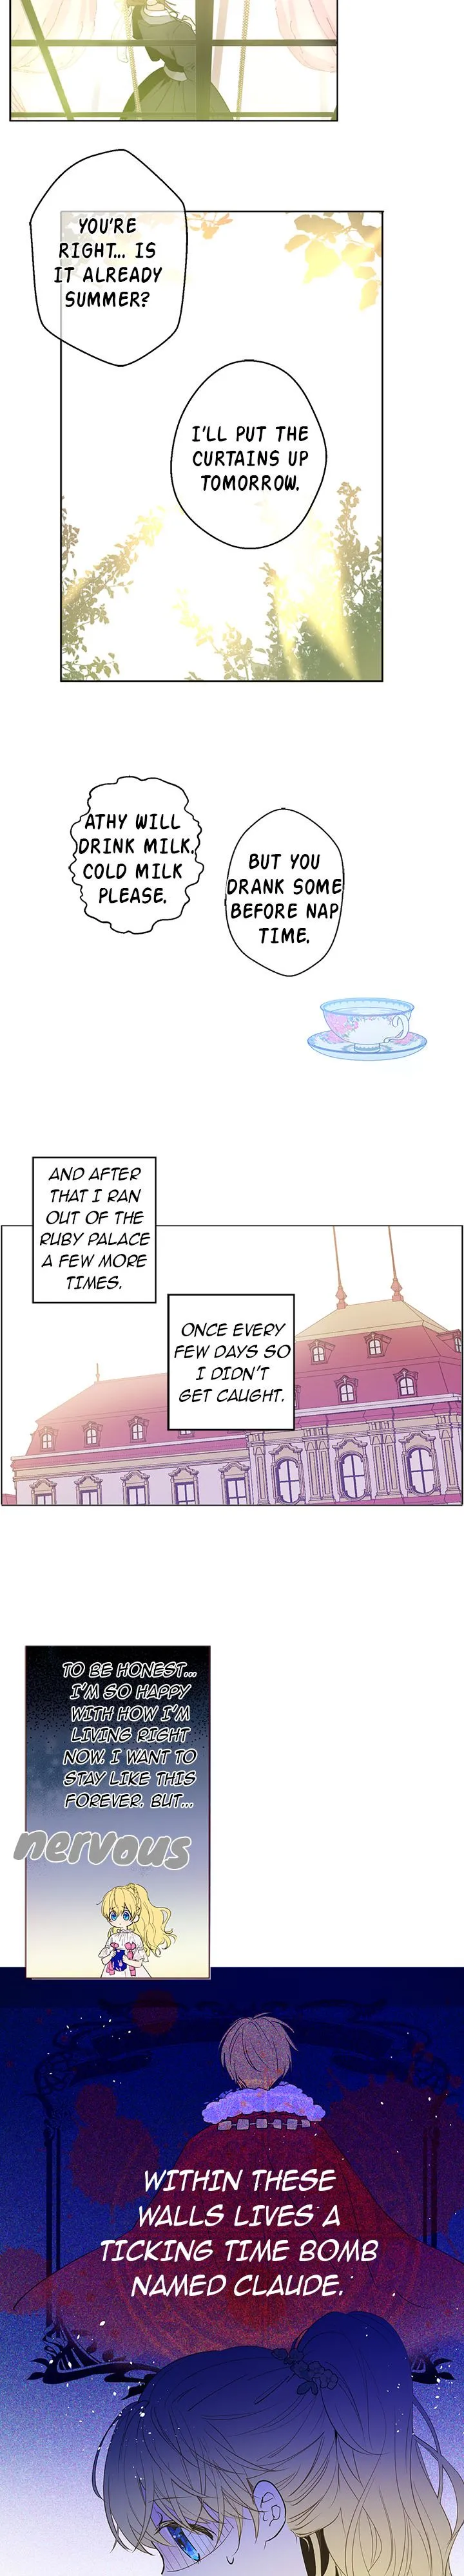 YOU'RE
RIGHT... IS
IT ALREADY
SUMMER?
I'LL PUT THE
CURTAINS UP
TOMORROW.
ATHY WILL
DRINK MILK.
COLD MILK
PLEASE.
BUT YOU
DRANK SOME
BEFORE NAP
TIME.
AND AFTER
THAT I RAN
OUT OF THE
RUBY PALACE
A FEW MORE
TIMES.
ONCE EVERY
FEW DAYS SO
I DIDN'T
GET CAUGHT.
TO BE HONEST...
I'M SO HAPPY
WITH HOW I'M
LIVING RIGHT
NOW. I WANT TO
STAY LIKE THIS
FOREVER. BUT...
nervous
WITHIN THESE
WALLS LIVES A
TICKING TIME BOMB
NAMED CLAUDE.